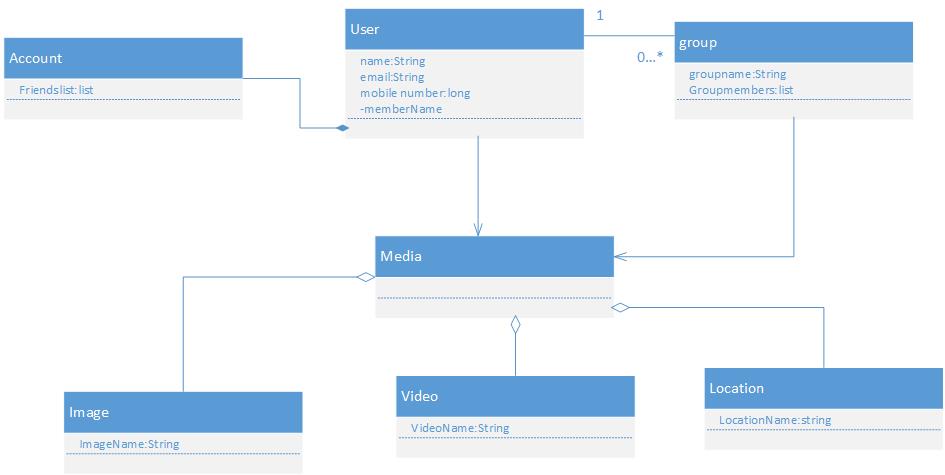 Account
Friendslist:list
User
name:String
email:String
mobile number:long
-memberName
1
0...*
group
groupname:String
Groupmembers:list
Media
Image
ImageName:String
Video
VideoName:String
Location
LocationName:string